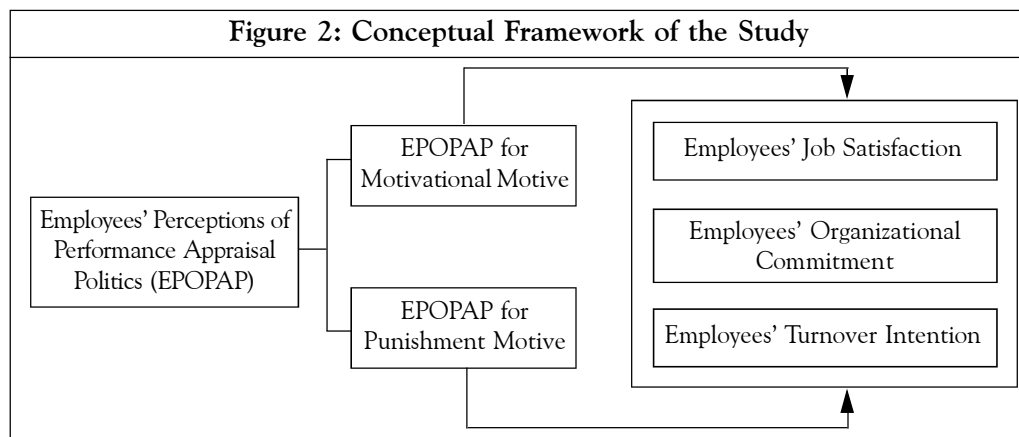 Figure 2: Conceptual Framework of the Study
Employees’ Perceptions of
Performance Appraisal
Politics (EPOPAP)
EPOPAP for
Motivational Motive
EPOPAP for
Punishment Motive
Employees’ Job Satisfaction
Employees’ Organizational
Commitment
Employees’ Turnover Intention